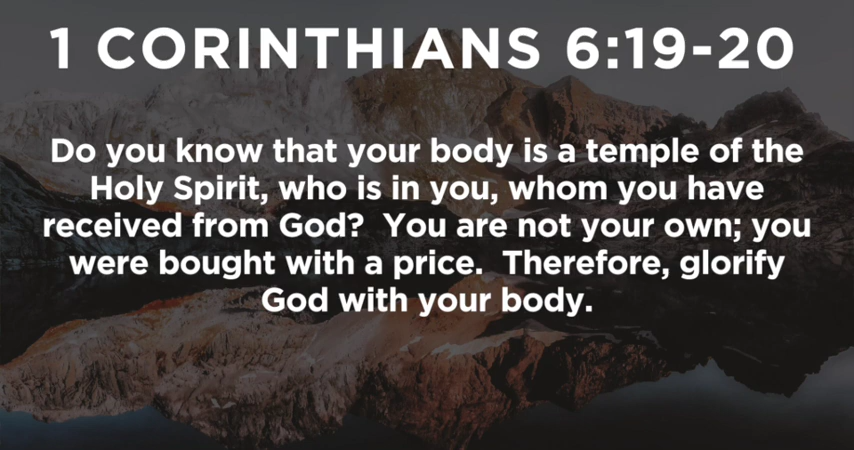 1 CORINTHIANS 6:19-20
Do you know that your body is a temple of the
Holy Spirit, who is in you, whom you have
received from God?  You are not your own; you
were bought with a price.  Therefore, glorify
God with your body.